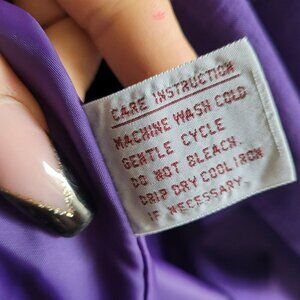 CARE INSTRUCTION
MACHINE WASH COLD
GENTLE CYCLE
DO NOT BLEACH.
DRIP DRY COOL IRON
IF NECESSARY.